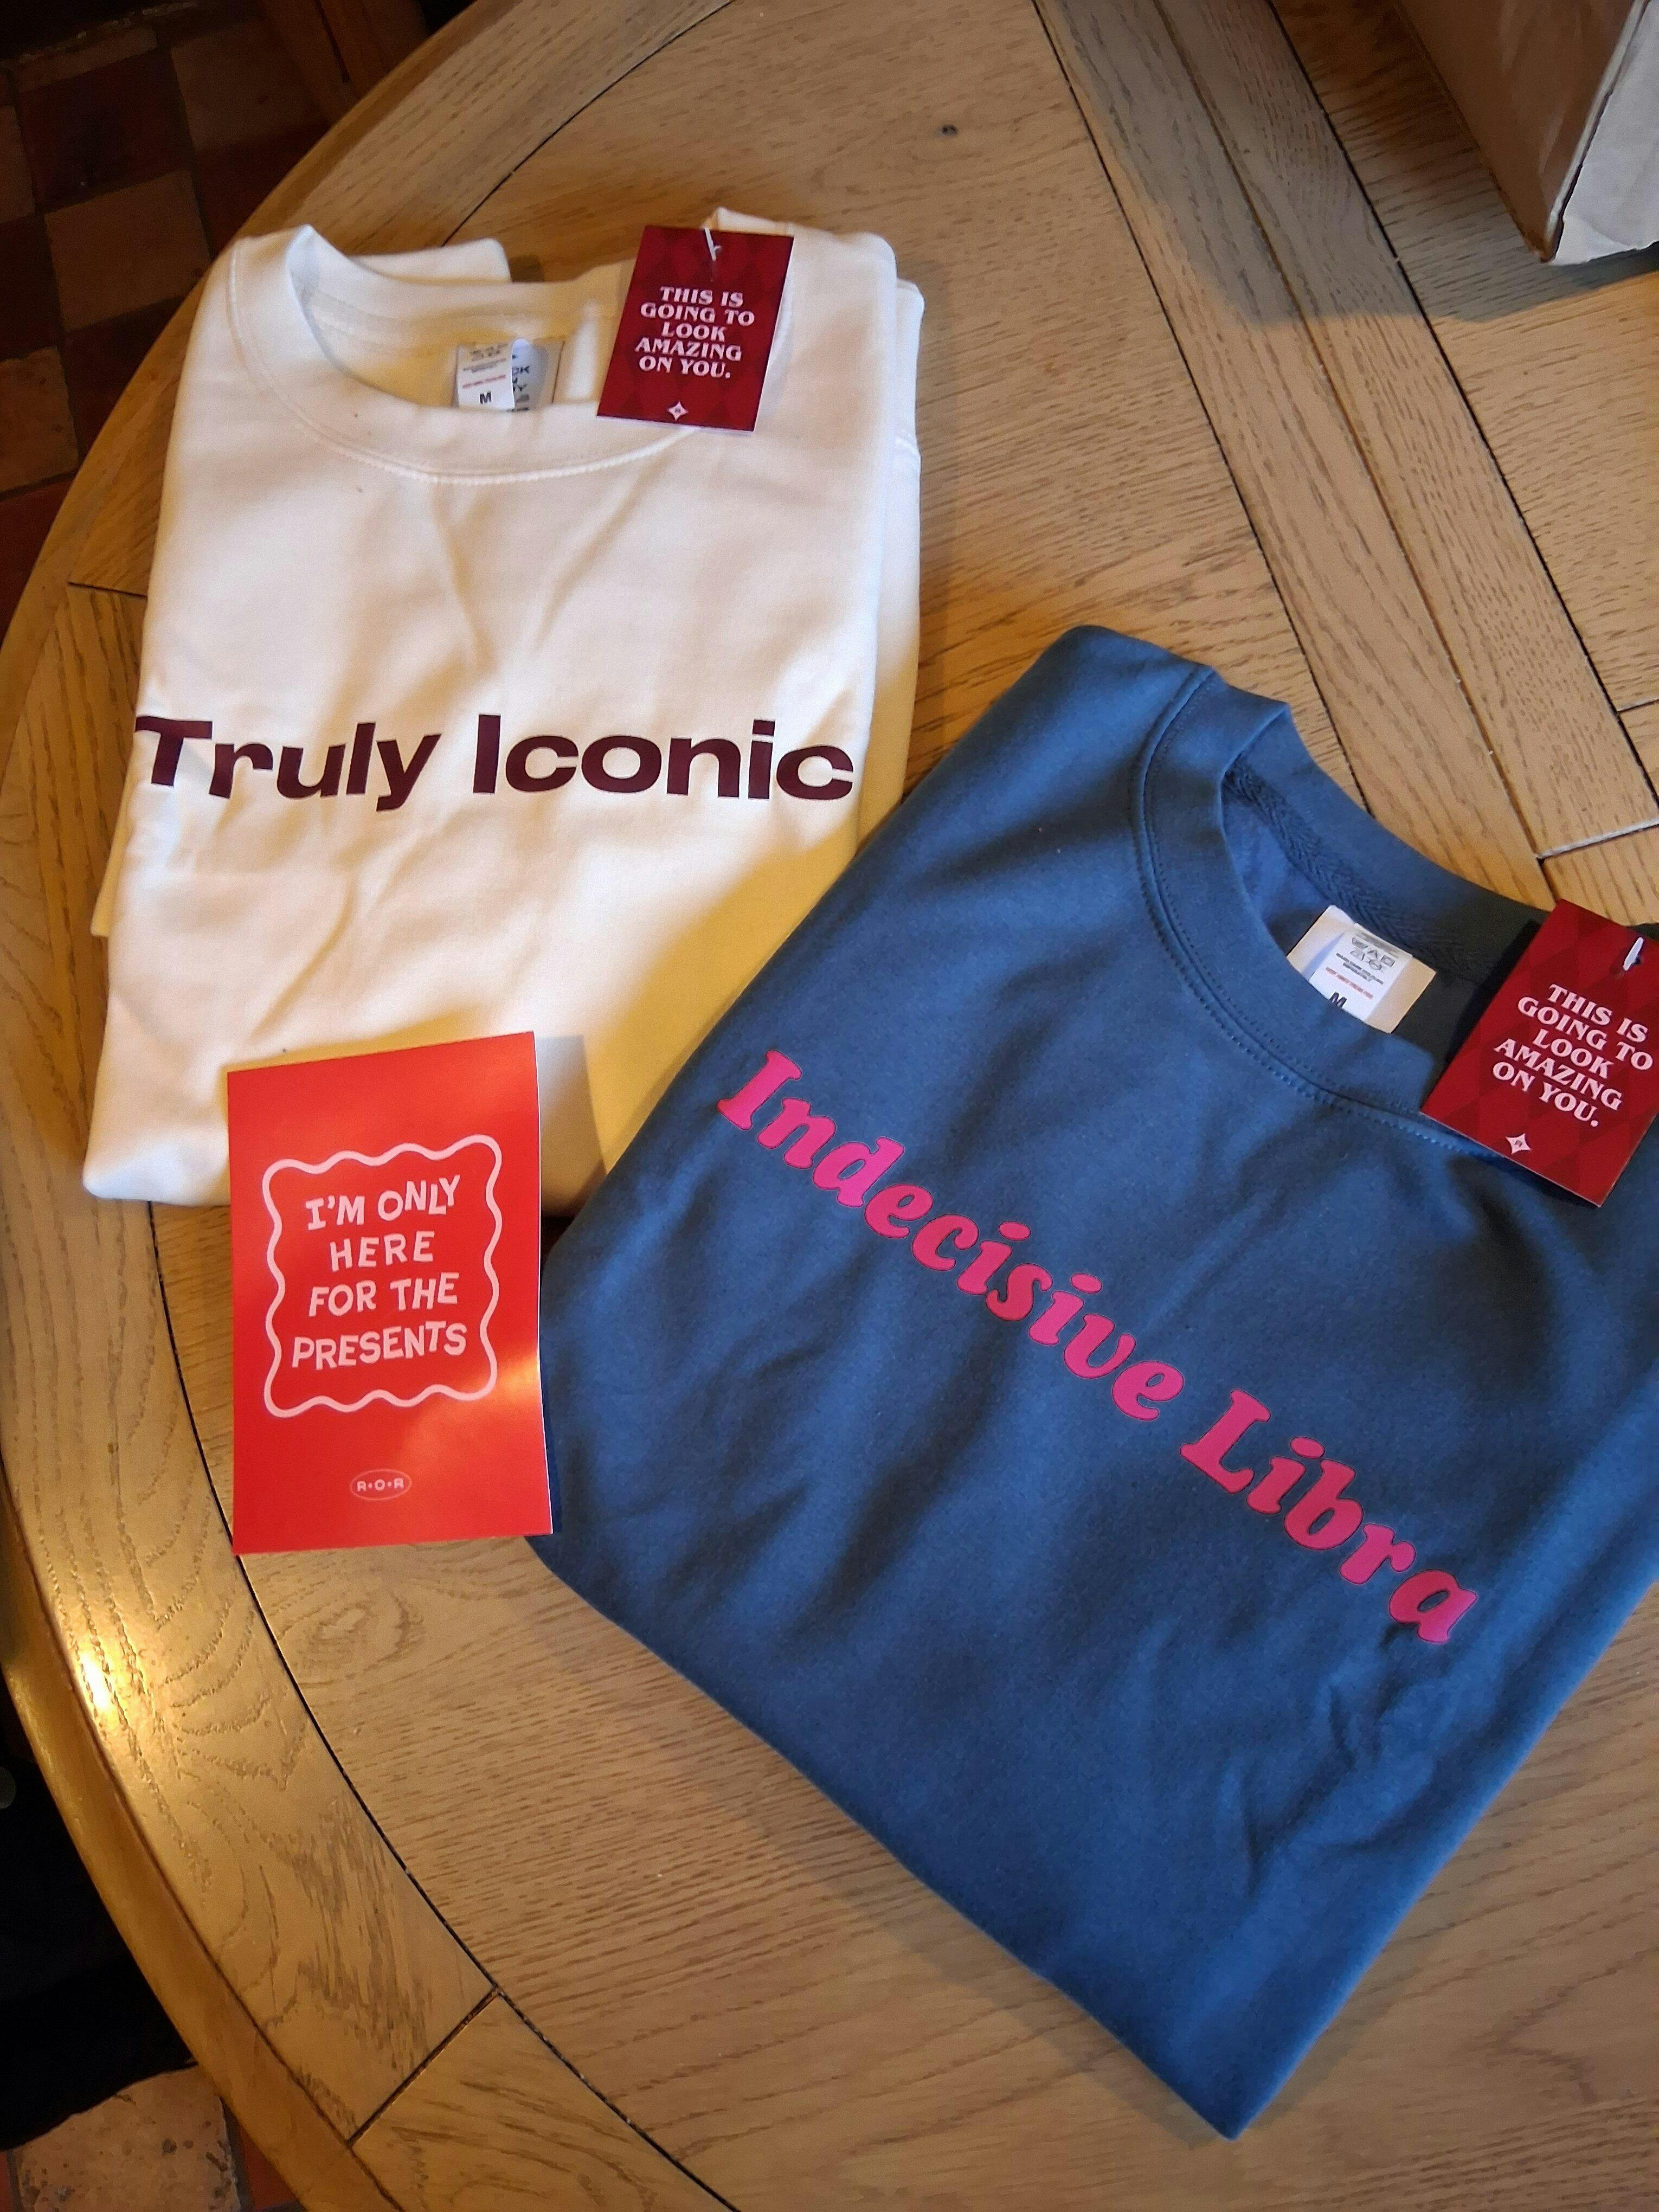 THIS IS
GOING TO
LOOK
AMAZING
ON YOU.
M
Truly Iconic
I'M ONLY
HERE
FOR THE
PRESENTS
R•O•R
M
THIS IS
GOING TO
LOOK
AMAZING
ON YOU.
Indecisive Libra